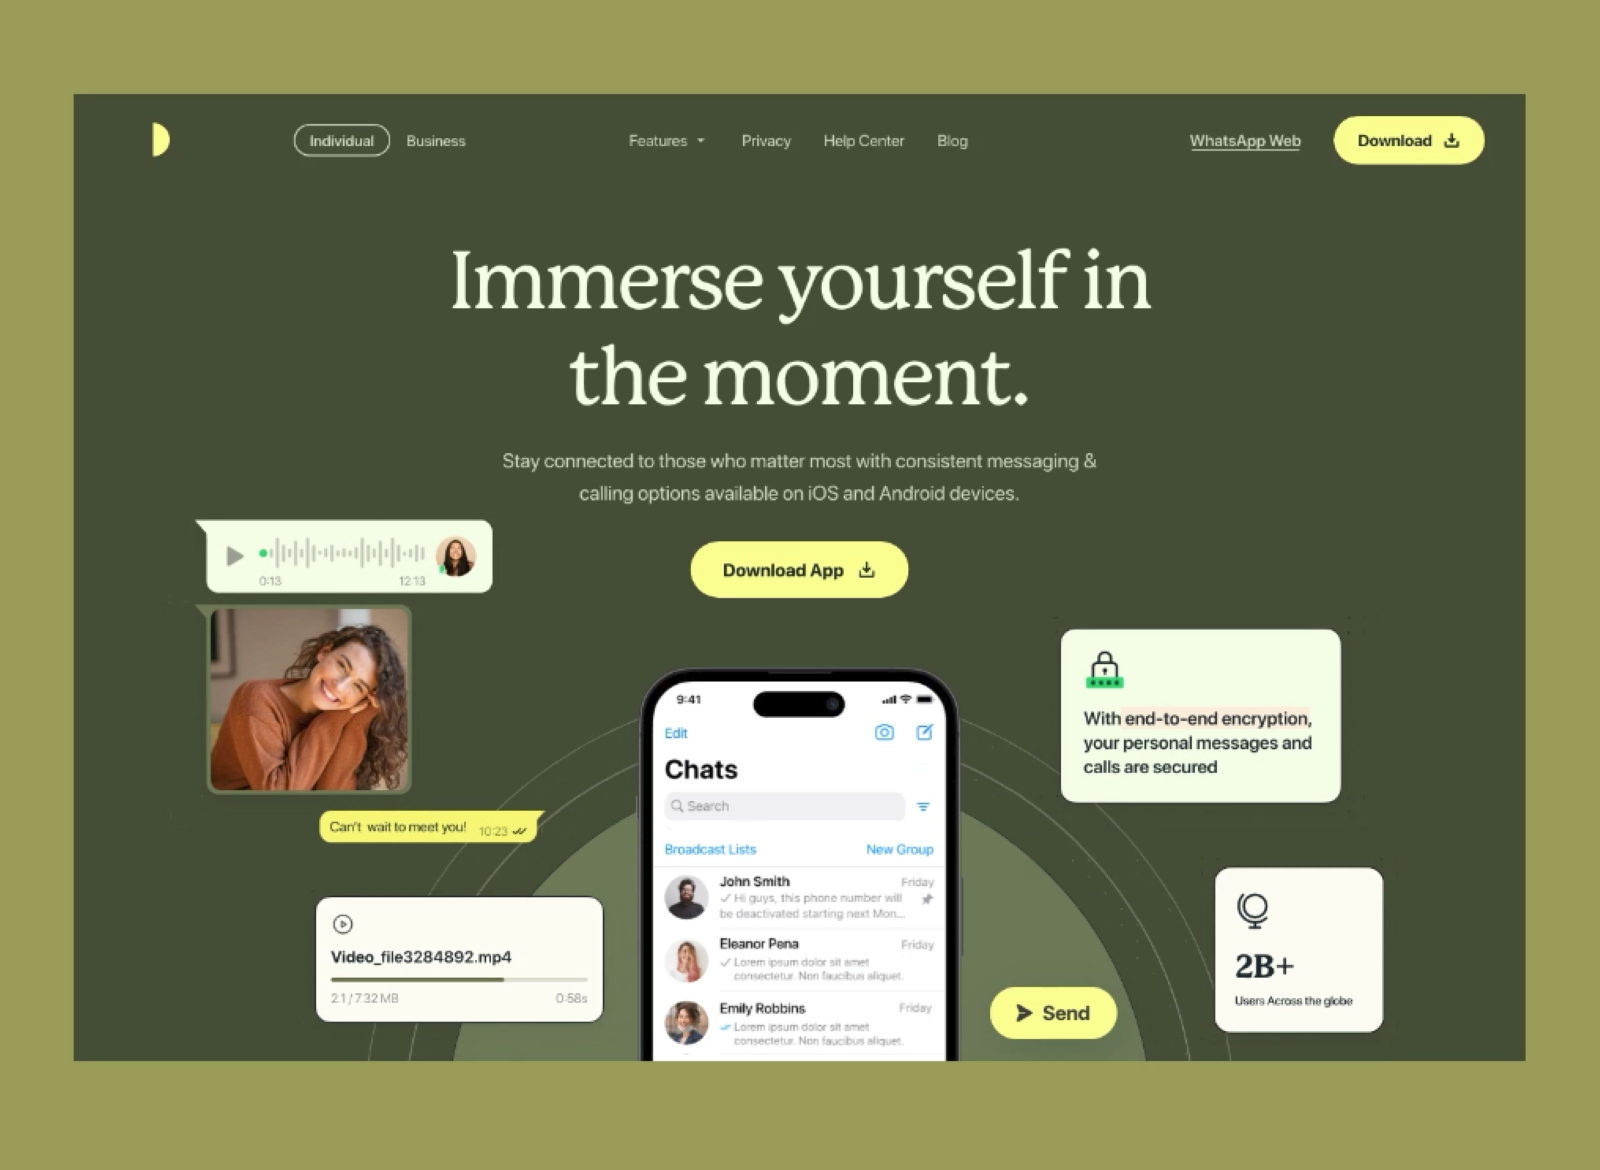 Individual
Business
Features
Privacy
Help Center
Blog
WhatsApp Web
Download
Immerse yourself in
the moment.
Stay connected to those who matter most with consistent messaging &
calling options available on iOS and Android devices.
Download App
0:13
12:13
Can't wait to meet you! 10:23
Video_file3284892.mp4
2.1/7.32 MB
0:58s
9:41
Edit
Chats
Search
Broadcast Lists
New Group
John Smith
Friday
Hi guys, this phone number will
be deactivated starting next Mon...
Eleanor Pena
Friday
Lorem ipsum dolor sit amet
consectetur. Non faucibus aliquet.
Emily Robbins
Friday
Lorem ipsum dolor sit amet
consectetur. Non faucibus aliquet.
Send
With end-to-end encryption,
your personal messages and
calls are secured
2B+
Users Across the globe